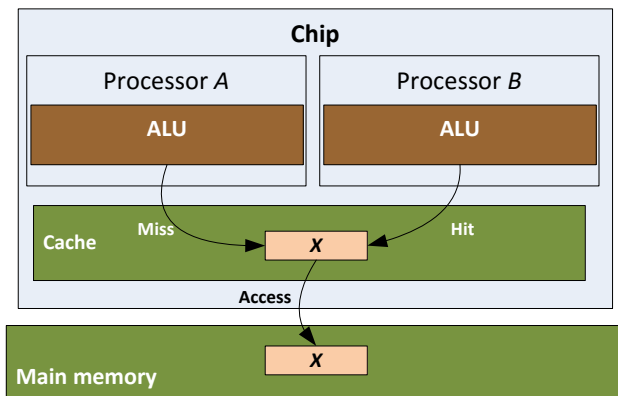 Chip
Processor A
Processor B
ALU
ALU
Miss
Hit
Cache
X
Access
X
Main memory